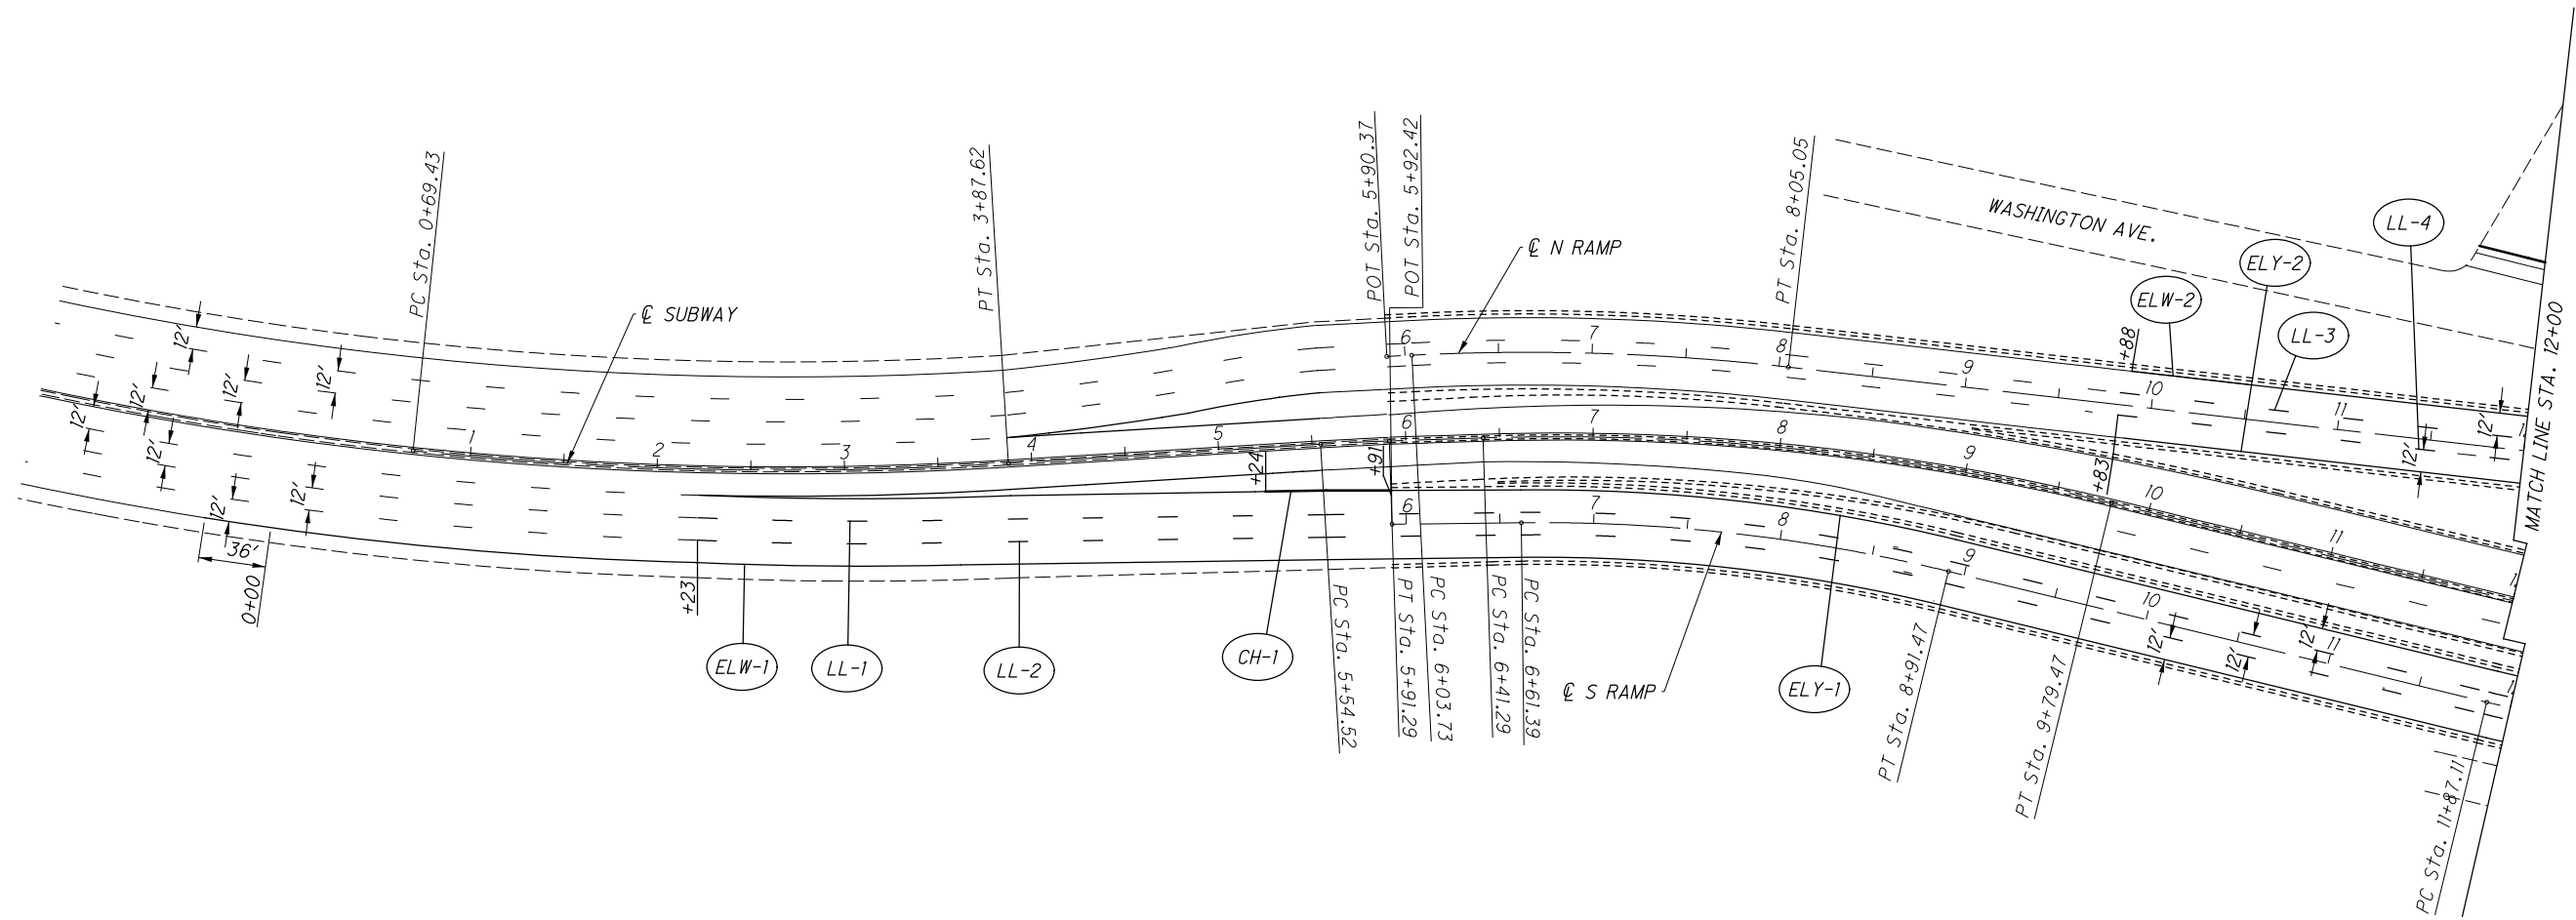 PC Sta. 0+69.43
PT Sta. 3+87.62
POT Sta. 5+90.37
POT Sta. 5+92.42
PT Sta. 8+05.05
WASHINGTON AVE.
LL-4
ELY-2
ELW-2
LL-3
+88
MATCH LINE STA. 12+00
℄ SUBWAY
℄ N RAMP
12'
12'
12'
12'
12'
12'
12'
12'
36'
0+00
1
2
3
4
5
6
7
8
9
10
11
12'
12'
6
7
8
9
10
11
1
+24
+91
+83
6
7
8
9
10
11
1
12'
12'
12'
+23
ELW-1
LL-1
LL-2
CH-1
PC Sta. 5+54.52
PT Sta. 5+91.29
PC Sta. 6+03.73
PC Sta. 6+41.29
PC Sta. 6+61.39
℄ S RAMP
ELY-1
PT Sta. 8+91.47
PT Sta. 9+79.47
PC Sta. 11+87.11